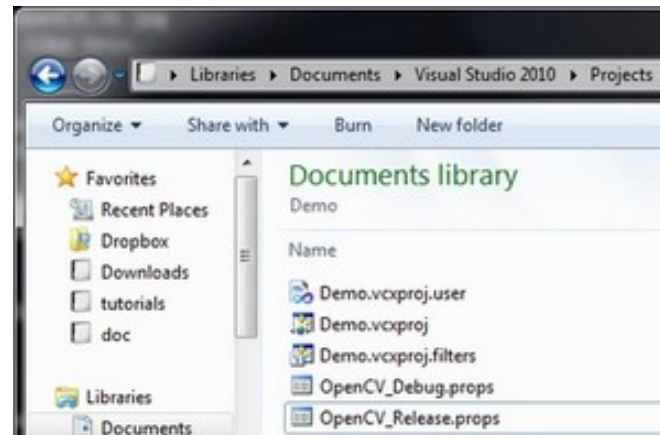 Libraries ▸ Documents ▸ Visual Studio 2010 ▸ Projects
Organize ▾ Share with ▾ Burn New folder
Favorites
Recent Places
Dropbox
Downloads
tutorials
doc
Libraries
Documents
Documents library
Demo
Name
Demo.vcxproj.user
Demo.vcxproj
Demo.vcxproj.filters
OpenCV_Debug.props
OpenCV_Release.props